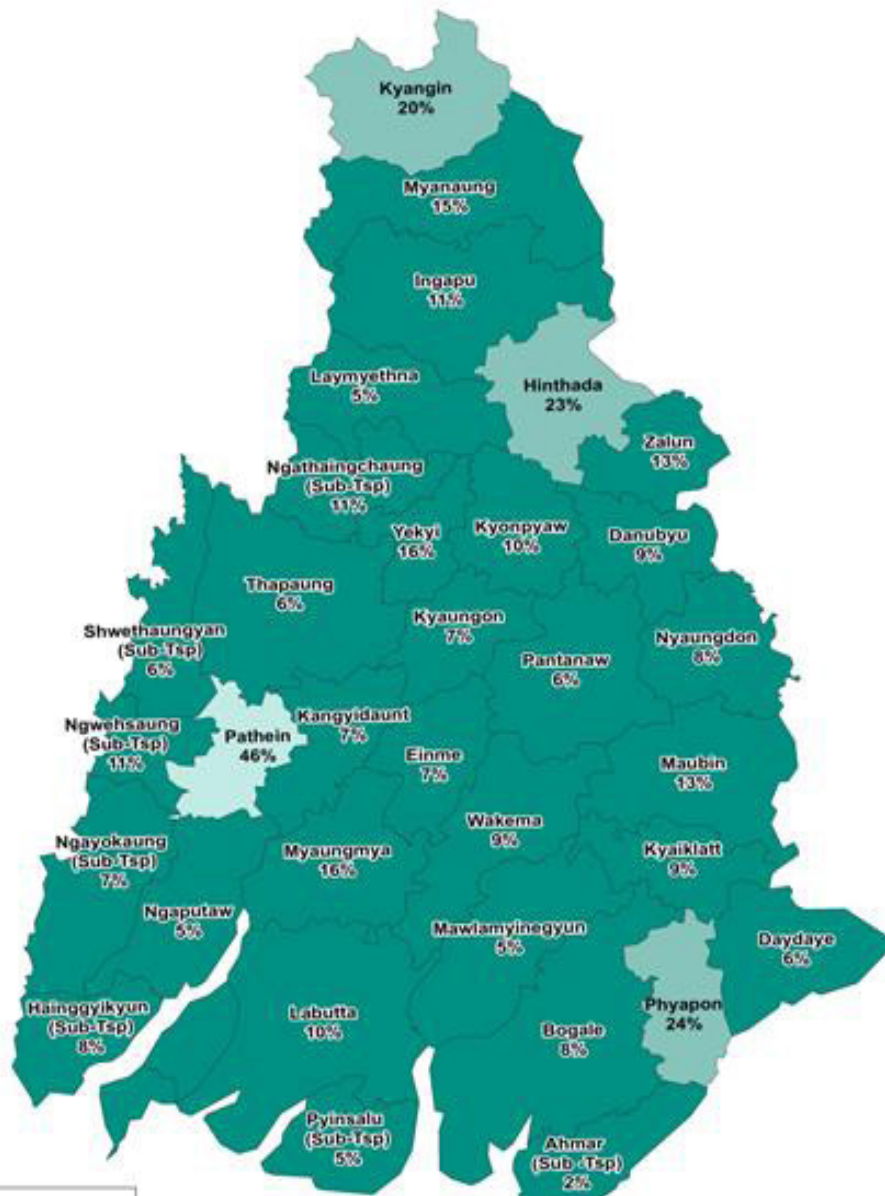 Kyangin
20%
Myanaung
15%
Ingapu
11%
Laymyethna
5%
Hinthada
23%
Zalun
13%
Ngathaingchaung
(Sub-Tsp)
11%
Yekyi
16%
Kyonpyaw
10%
Danubyu
9%
Thapaung
6%
Kyaungon
7%
Shwethaungyan
(Sub-Tsp)
6%
Pantanaw
6%
Nyaungdon
8%
Ngwehsaung
(Sub-Tsp)
11%
Pathein
46%
Kangyidaunt
7%
Einme
7%
Maubin
13%
Wakema
9%
Ngayokaung
(Sub-Tsp)
7%
Myaungmya
16%
Kyaiklatt
9%
Ngaputaw
5%
Mawlamyinegyun
5%
Daydaye
6%
Hainggyikyun
(Sub-Tsp)
8%
Labutta
10%
Phyapon
24%
Bogale
8%
Pyinsalu
(Sub-Tsp)
5%
Ahmar
(Sub -Tsp)
2%